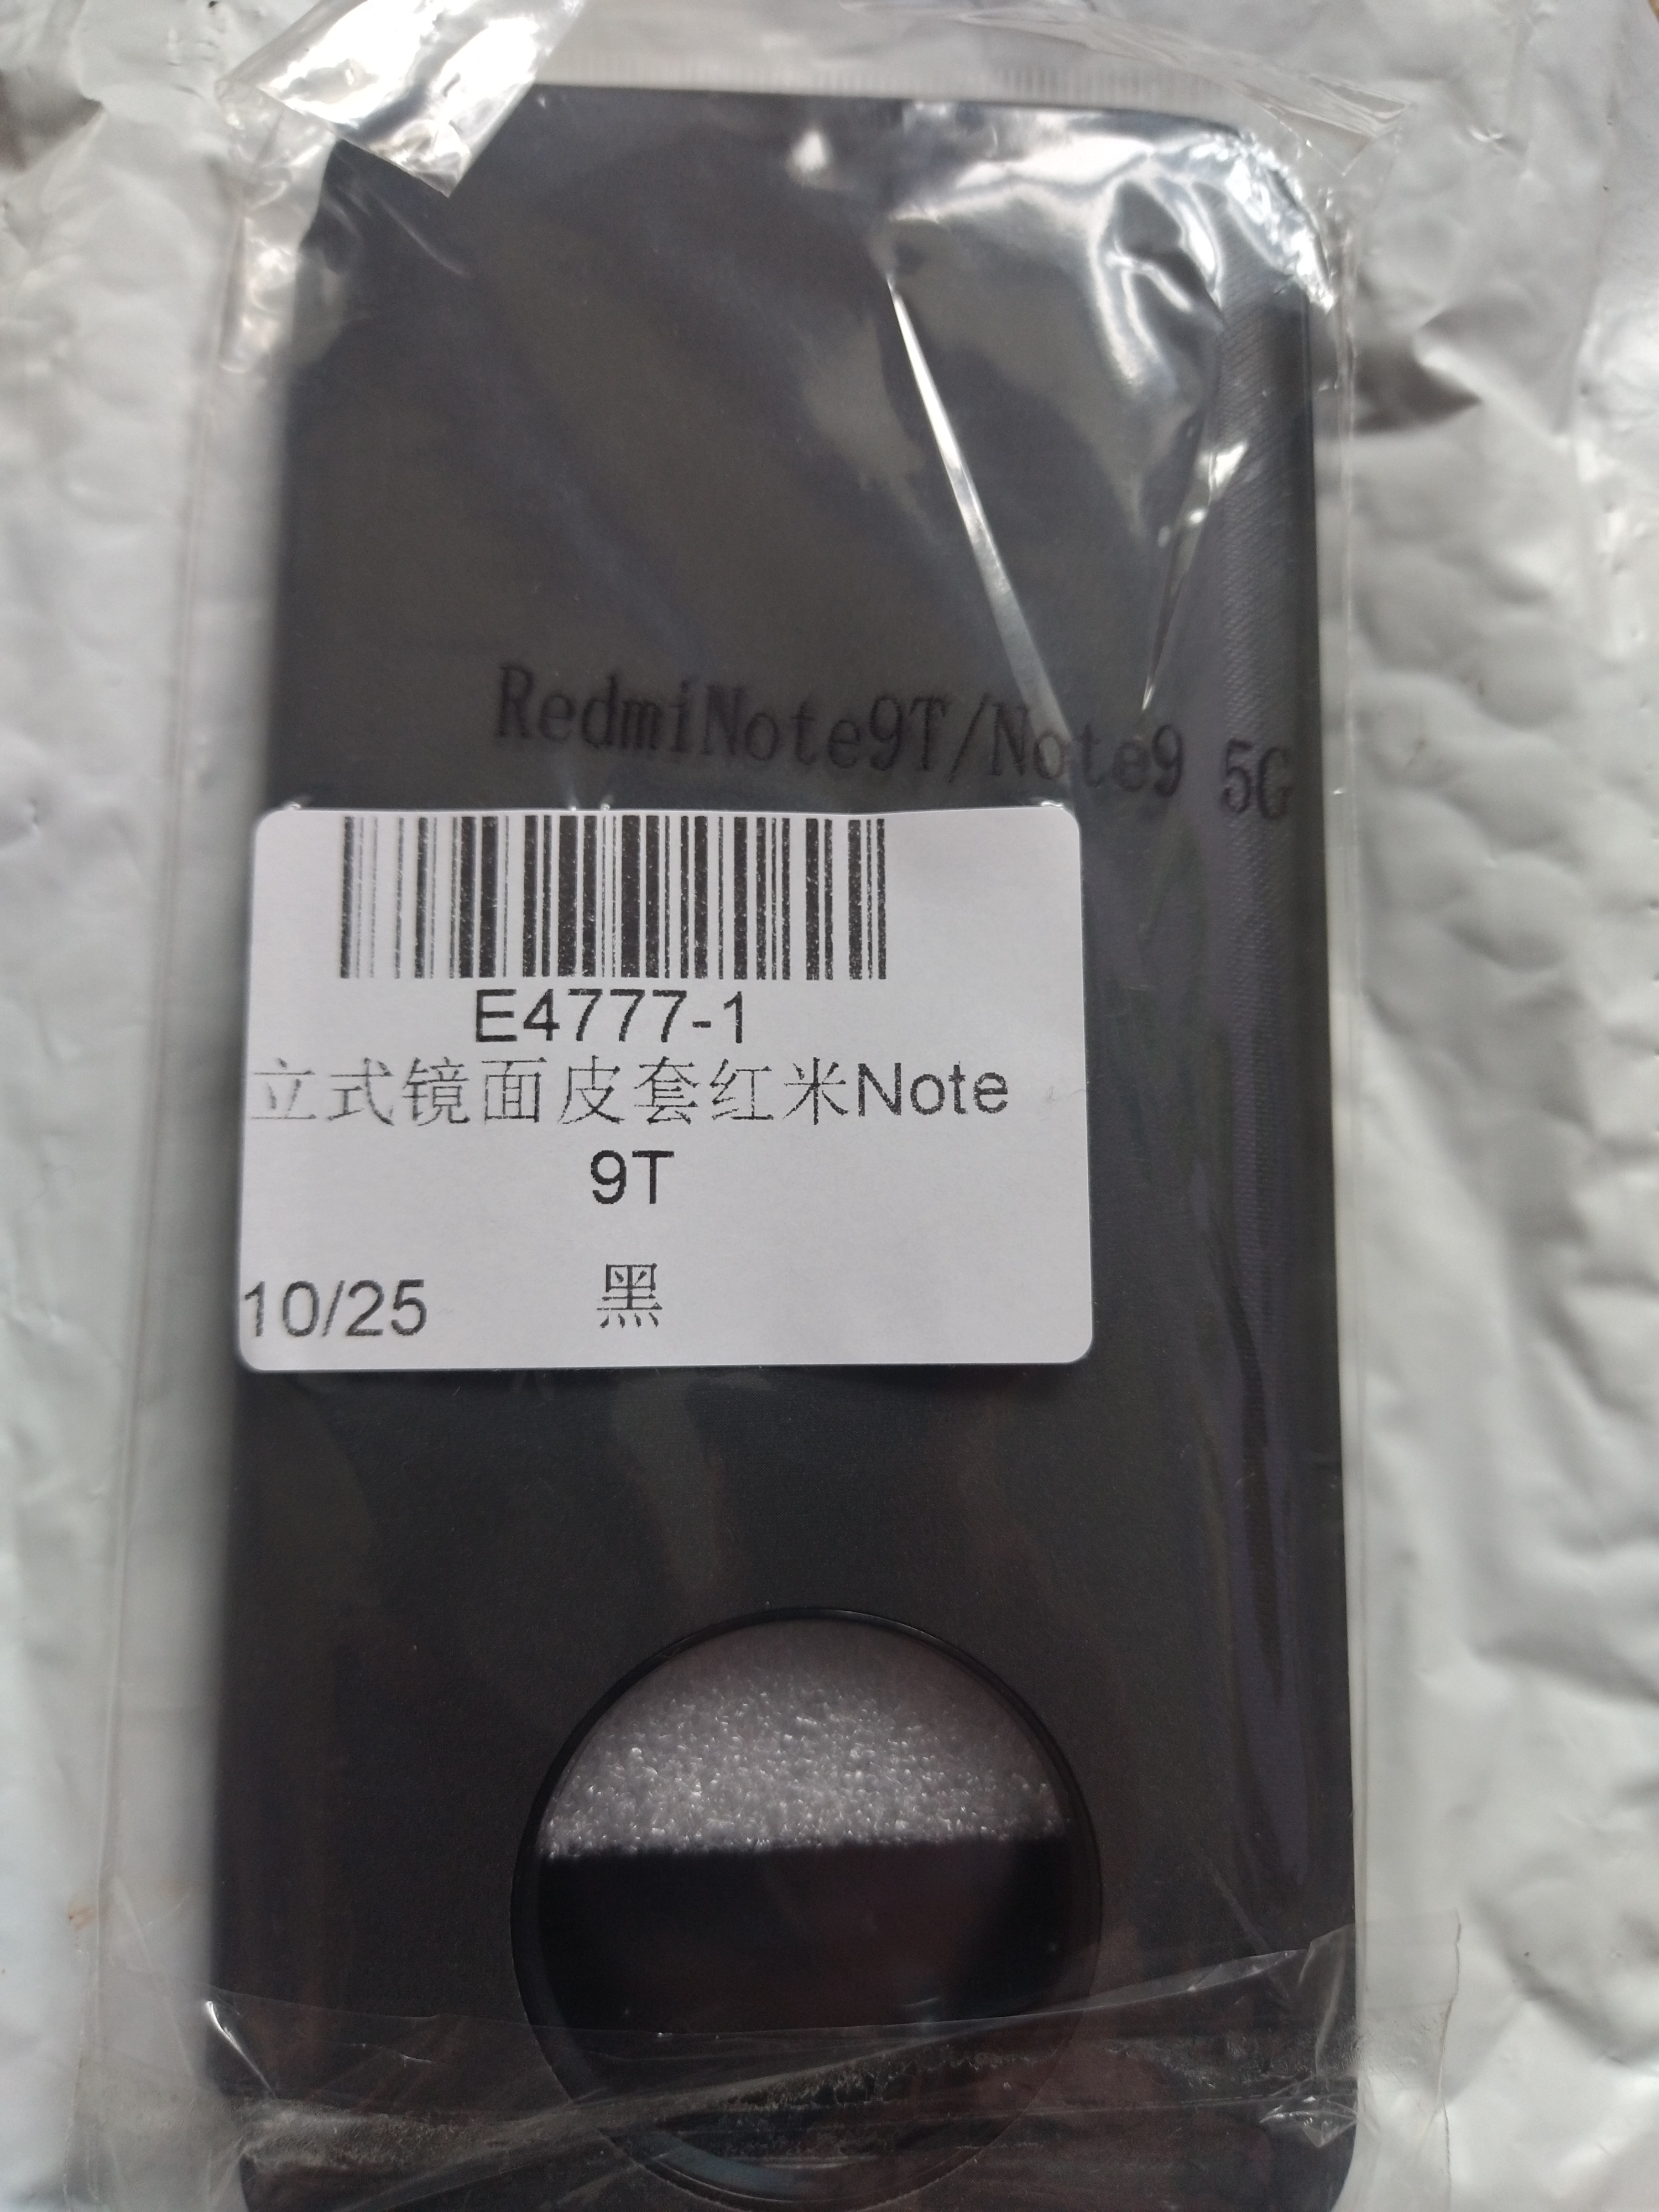 RedmiNote9T/Note9 5G
E4777-1
立式镜面皮套红米Note
9T
黑
10/25